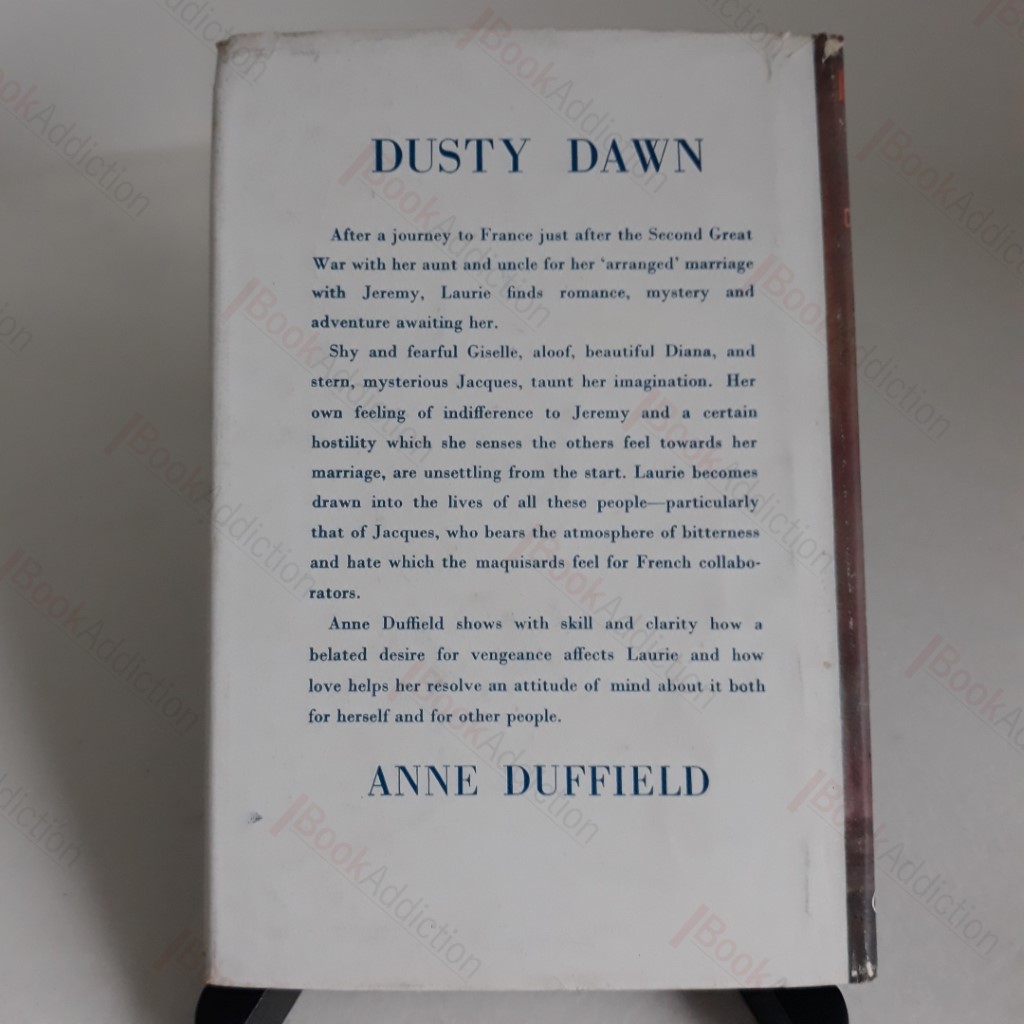 DUSTY DAWN
After a journey to France just after the Second Great
War with her aunt and uncle for her ‘arranged’ marriage
with Jeremy, Laurie finds romance, mystery and
adventure awaiting her.
Shy and fearful Giselle, aloof, beautiful Diana, and
stern, mysterious Jacques, taunt her imagination. Her
own feeling of indifference to Jeremy and a certain
hostility which she senses the others feel towards her
marriage, are unsettling from the start. Laurie becomes
drawn into the lives of all these people—particularly
that of Jacques, who bears the atmosphere of bitterness
and hate which the maquisards feel for French collabo-
rators.
Anne Duffield shows with skill and clarity how a
belated desire for vengeance affects Laurie and how
love helps her resolve an attitude of mind about it both
for herself and for other people.
ANNE DUFFIELD
BookAddiction